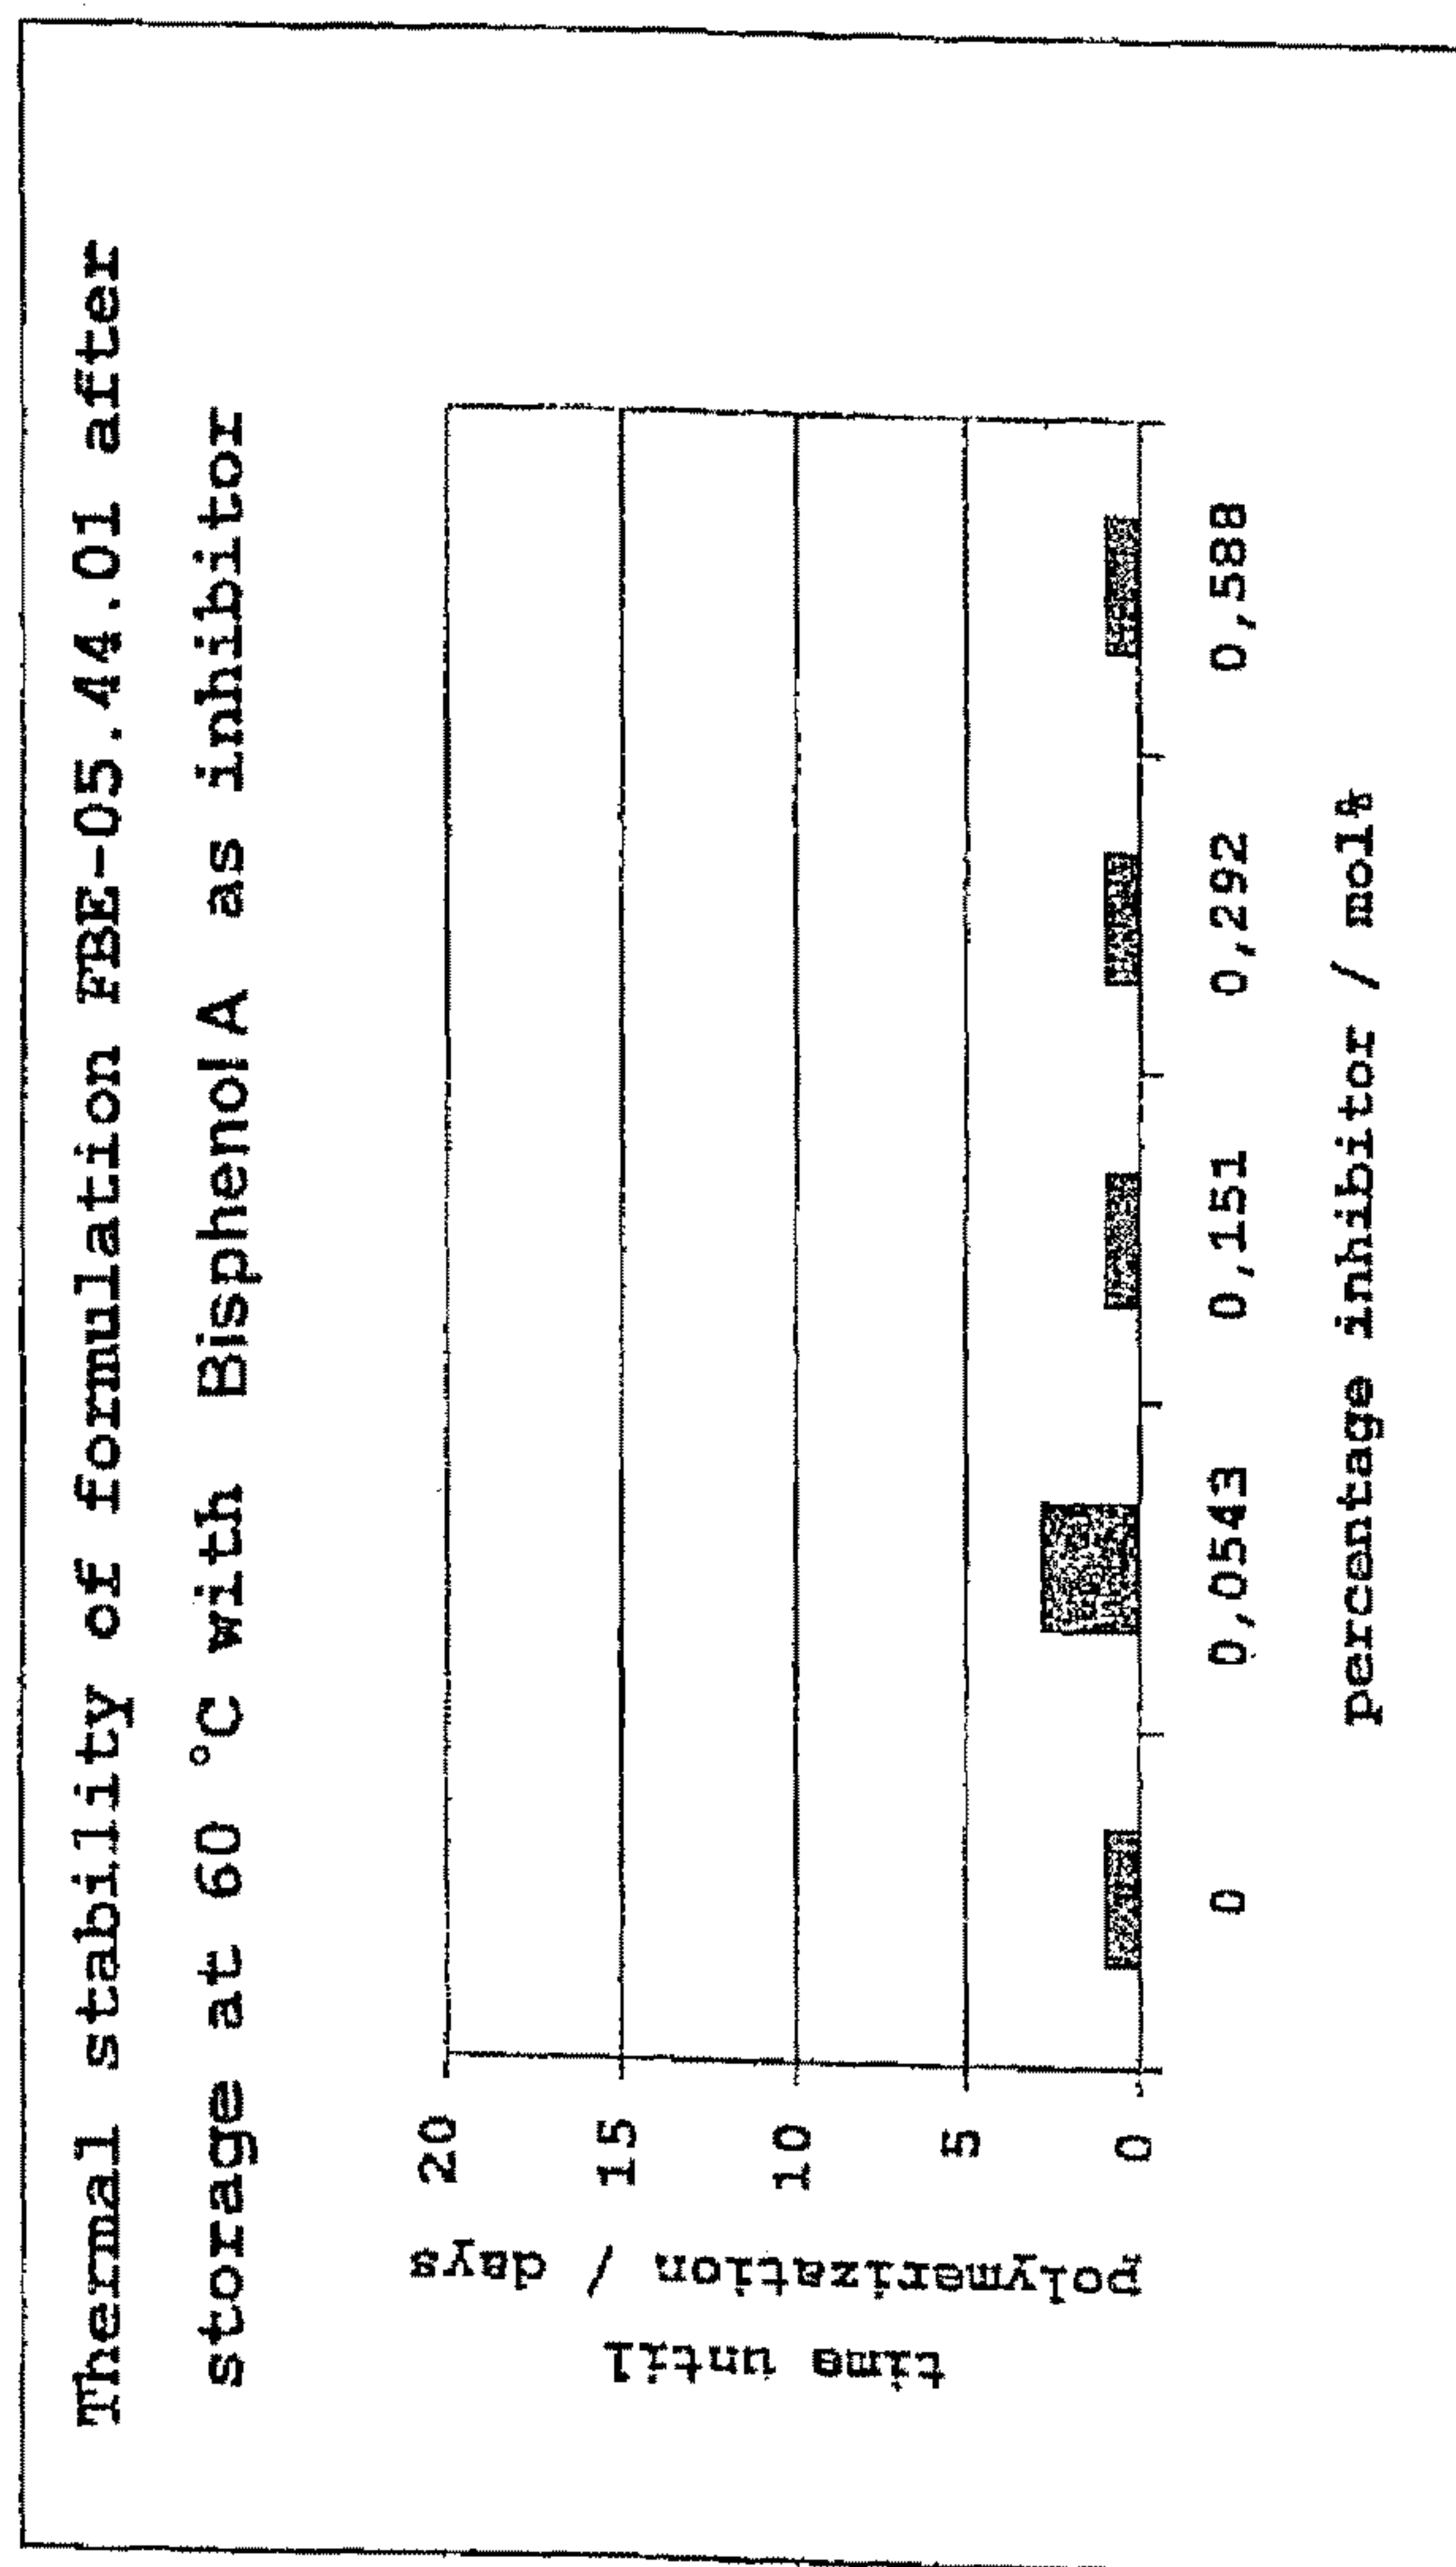 Thermal stability of formulation FBE-05.44.01 after
storage at 60 °C with Bisphenol A as inhibitor
time until
polymerization / days
20
15
10
5
0
0 0,0543 0,151 0,292 0,588
percentage inhibitor / mol%